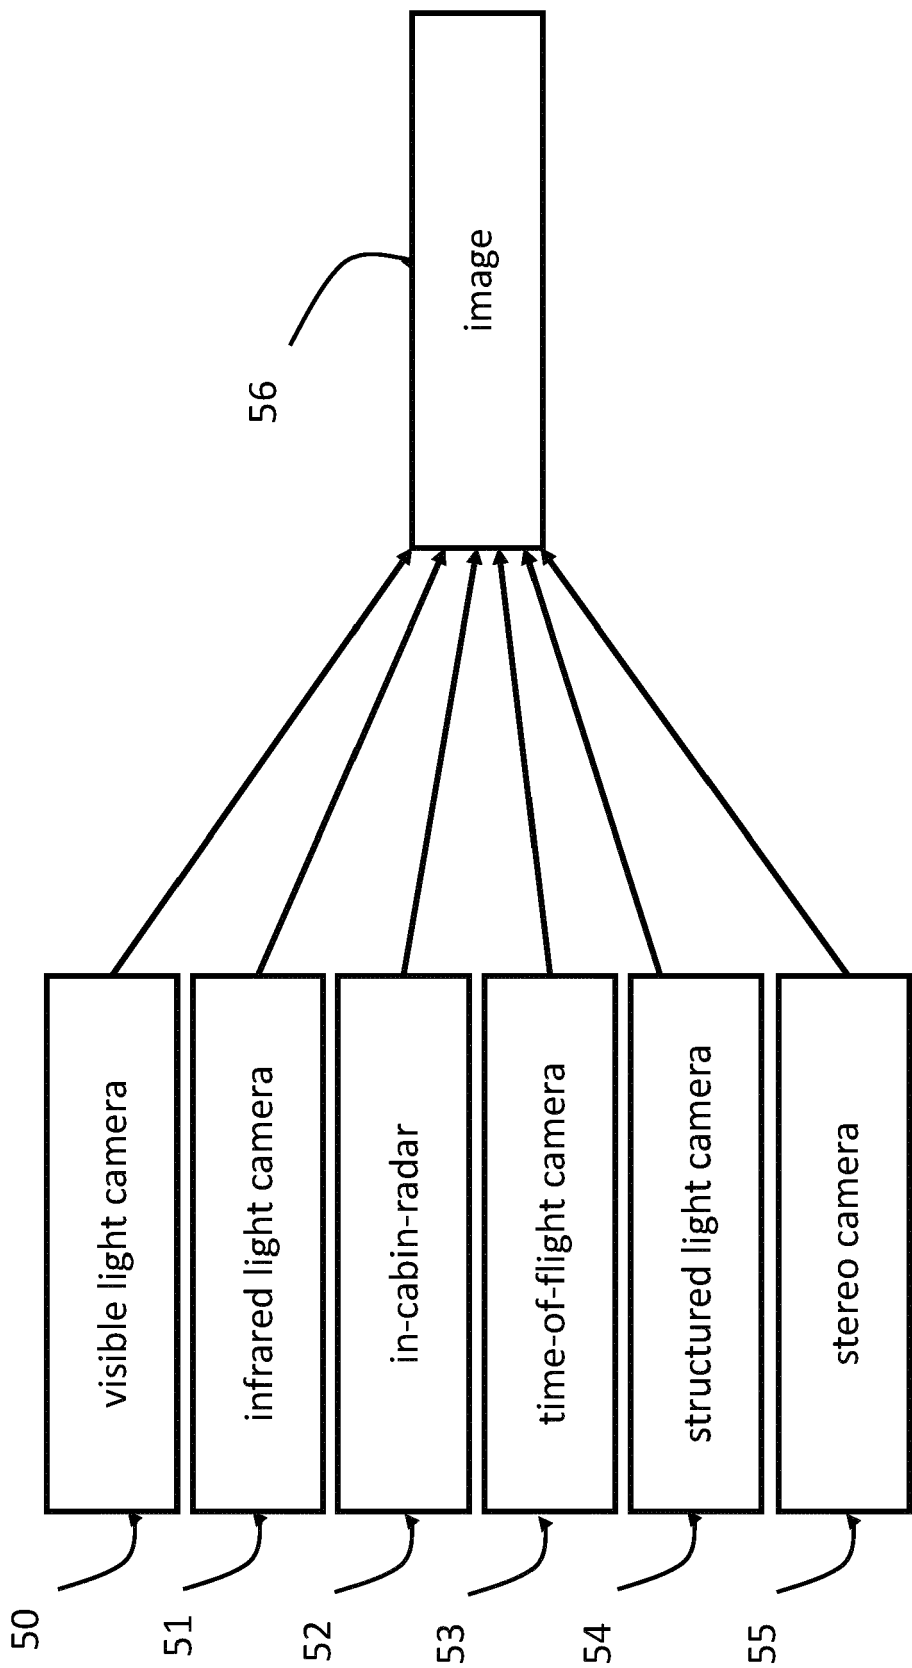 50
visible light camera
51
infrared light camera
52
in-cabin-radar
53
time-of-flight camera
54
structured light camera
55
stereo camera
56
image